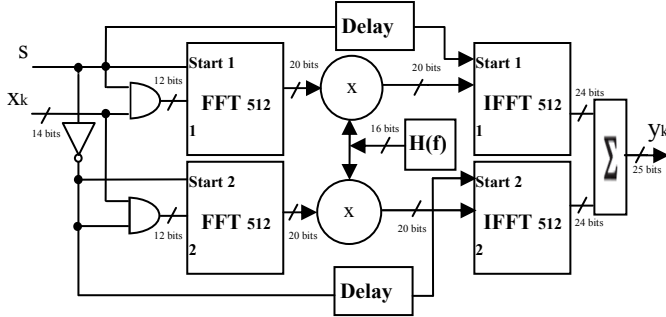 Delay
S
Start 1
12 bits
20 bits
FFT 512
1
X
20 bits
Start 1
IFFT 512
1
24 bits
xk
14 bits
16 bits
H(f)
Σ
yk
25 bits
Start 2
12 bits
FFT 512
2
20 bits
X
20 bits
Start 2
IFFT 512
2
24 bits
Delay